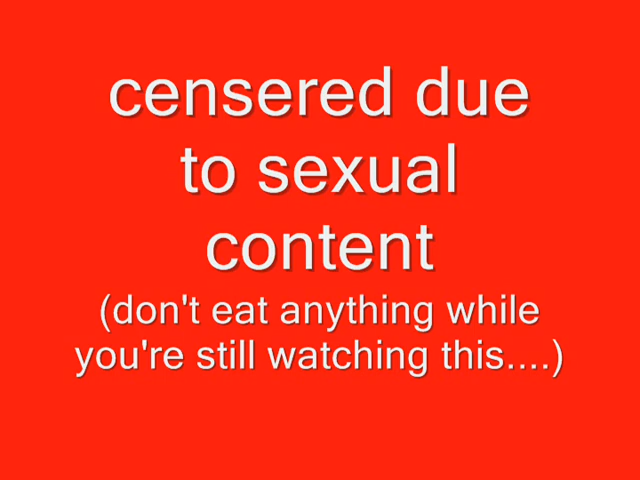 censered due
to sexual
content
(don't eat anything while
you're still watching this....)